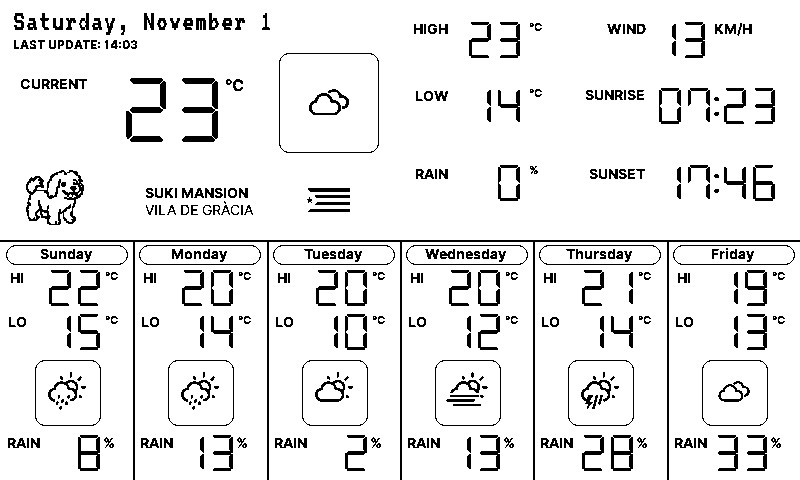 Saturday, November 1
LAST UPDATE: 14:03
CURRENT 23 °C
HIGH 23 °C
LOW 14 °C
RAIN 0 %
WIND 13 KM/H
SUNRISE 07:23
SUNSET 17:46
SUKI MANSION
VILA DE GRÀCIA
Sunday
HI 22 °C
LO 15 °C
RAIN 8 %
Monday
HI 20 °C
LO 14 °C
RAIN 13 %
Tuesday
HI 20 °C
LO 10 °C
RAIN 2 %
Wednesday
HI 20 °C
LO 12 °C
RAIN 13 %
Thursday
HI 21 °C
LO 14 °C
RAIN 28 %
Friday
HI 19 °C
LO 13 °C
RAIN 33 %